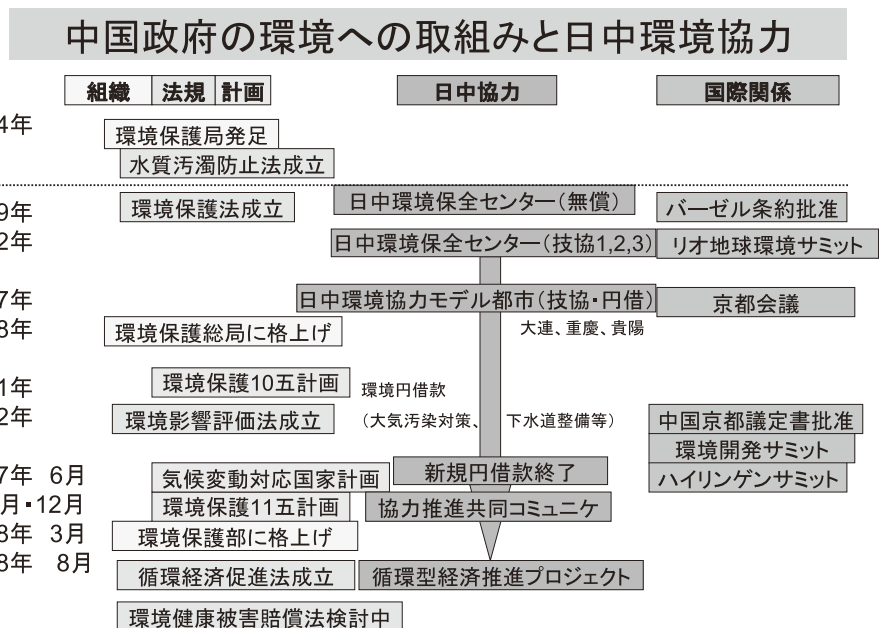 中国政府の環境への取組みと日中環境協力
組織 法規 計画 日中協力 国際関係
4年 環境保護局発足
水質汚濁防止法成立
9年 環境保護法成立 日中環境保全センター(無償) バーゼル条約批准
2年 日中環境保全センター(技協1,2,3) リオ地球環境サミット
7年 日中環境協力モデル都市(技協・円借) 京都会議
8年 環境保護総局に格上げ 大連、重慶、貴陽
1年 環境保護10五計画 環境円借款
2年 環境影響評価法成立 (大気汚染対策、 下水道整備等) 中国京都議定書批准
環境開発サミット
7年 6月 気候変動対応国家計画 新規円借款終了 ハイリンゲンサミット
月・12月 環境保護11五計画 協力推進共同コミュニケ
8年 3月 環境保護部に格上げ
8年 8月 循環経済促進法成立 循環型経済推進プロジェクト
環境健康被害賠償法検討中